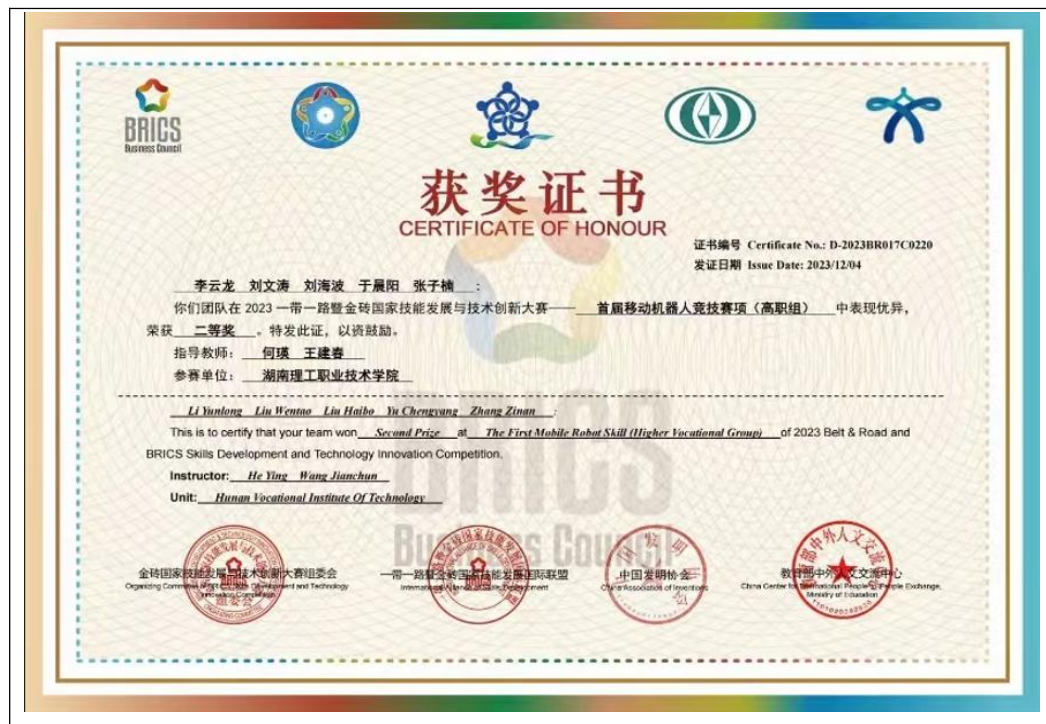 BRICS
Business Council
获奖证书
CERTIFICATE OF HONOUR
证书编号 Certificate No.: D-2023BR017C0220
发证日期 Issue Date: 2023/12/04
李云龙 刘文涛 刘海波 于晨阳 张子楠 :
你们团队在 2023 一带一路暨金砖国家技能发展与技术创新大赛—— 首届移动机器人竞技赛项(高职组) 中表现优异,
荣获 二等奖 。特发此证,以资鼓励。
指导教师: 何瑛 王建春
参赛单位: 湖南理工职业技术学院
Li Yunlong Liu Wentao Liu Haibo Yu Chengyang Zhang Zinan :
This is to certify that your team won Second Prize at The First Mobile Robot Skill (Higher Vocational Group) of 2023 Belt & Road and
BRICS Skills Development and Technology Innovation Competition.
Instructor: He Ying Wang Jianchun
Unit: Hunan Vocational Institute Of Technology
BRICS
Business Council
金砖国家技能发展与技术创新大赛组委会 一带一路暨金砖国家技能发展国际联盟 中国发明协会 教育部中外人文交流中心
China Association of Inventions China Center for International People-to-People Exchange,
Innovation Competition Ministry of Education